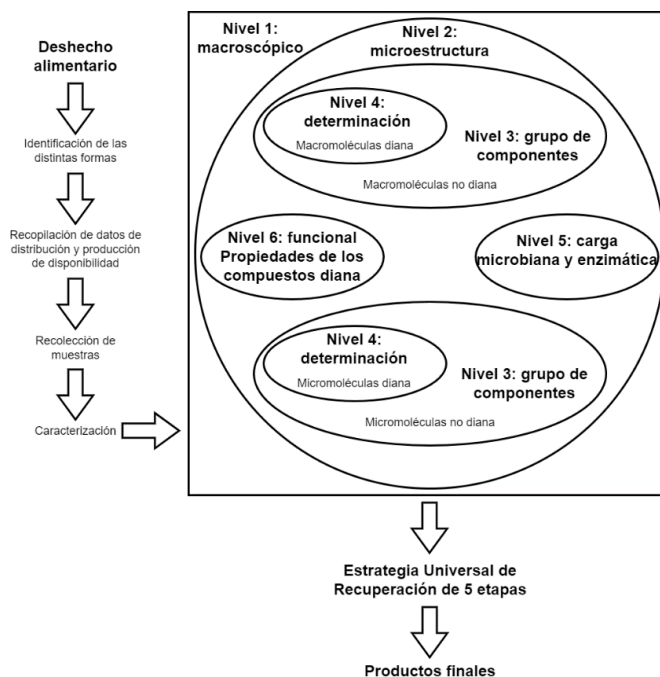 Deshecho
alimentario
Identificación de las
distintas formas
Recopilación de datos de
distribución y producción
de disponibilidad
Recolección de
muestras
Caracterización
Nivel 1:
macroscópico
Nivel 2:
microestructura
Nivel 4:
determinación
Macromoléculas diana
Nivel 3: grupo de
componentes
Macromoléculas no diana
Nivel 6: funcional
Propiedades de los
compuestos diana
Nivel 5: carga
microbiana y enzimática
Nivel 4:
determinación
Micromoléculas diana
Nivel 3: grupo de
componentes
Micromoléculas no diana
Estrategia Universal de
Recuperación de 5 etapas
Productos finales